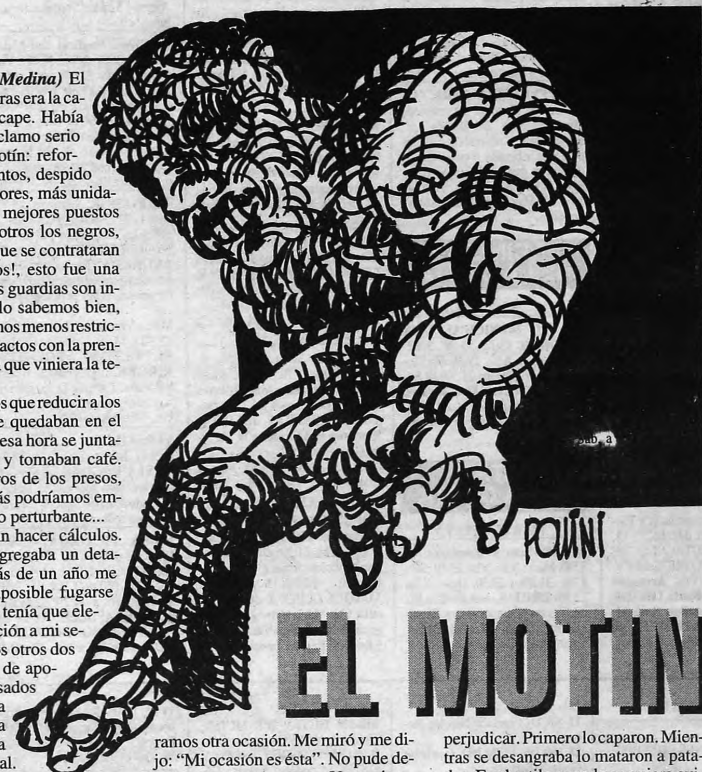 Medina) El
ras era la ca-
cape. Había
clamo serio
otín: refor-
ntos, despido
ores, más unida-
mejores puestos
otros los negros,
ue se contrataran
os!, esto fue una
s guardias son in-
lo sabemos bien,
nos menos restric-
actos con la pren-
a que viniera la te-
os que reducir a los
e quedaban en el
esa hora se junta-
y tomaban café.
ros de los presos,
ás podríamos em-
o perturbante...
an hacer cálculos.
gregaba un deta-
ás de un año me
posible fugarse
tenía que ele-
ción a mi se-
os otros dos
de apo-
sados
a
a
a
al.
bab, a
POLLINI
EL MOTIN
ramos otra ocasión. Me miró y me di-
jo: “Mi ocasión es ésta”. No pude de-
perjudicar. Primero lo caparon. Mien-
tras se desangraba lo mataron a pata-